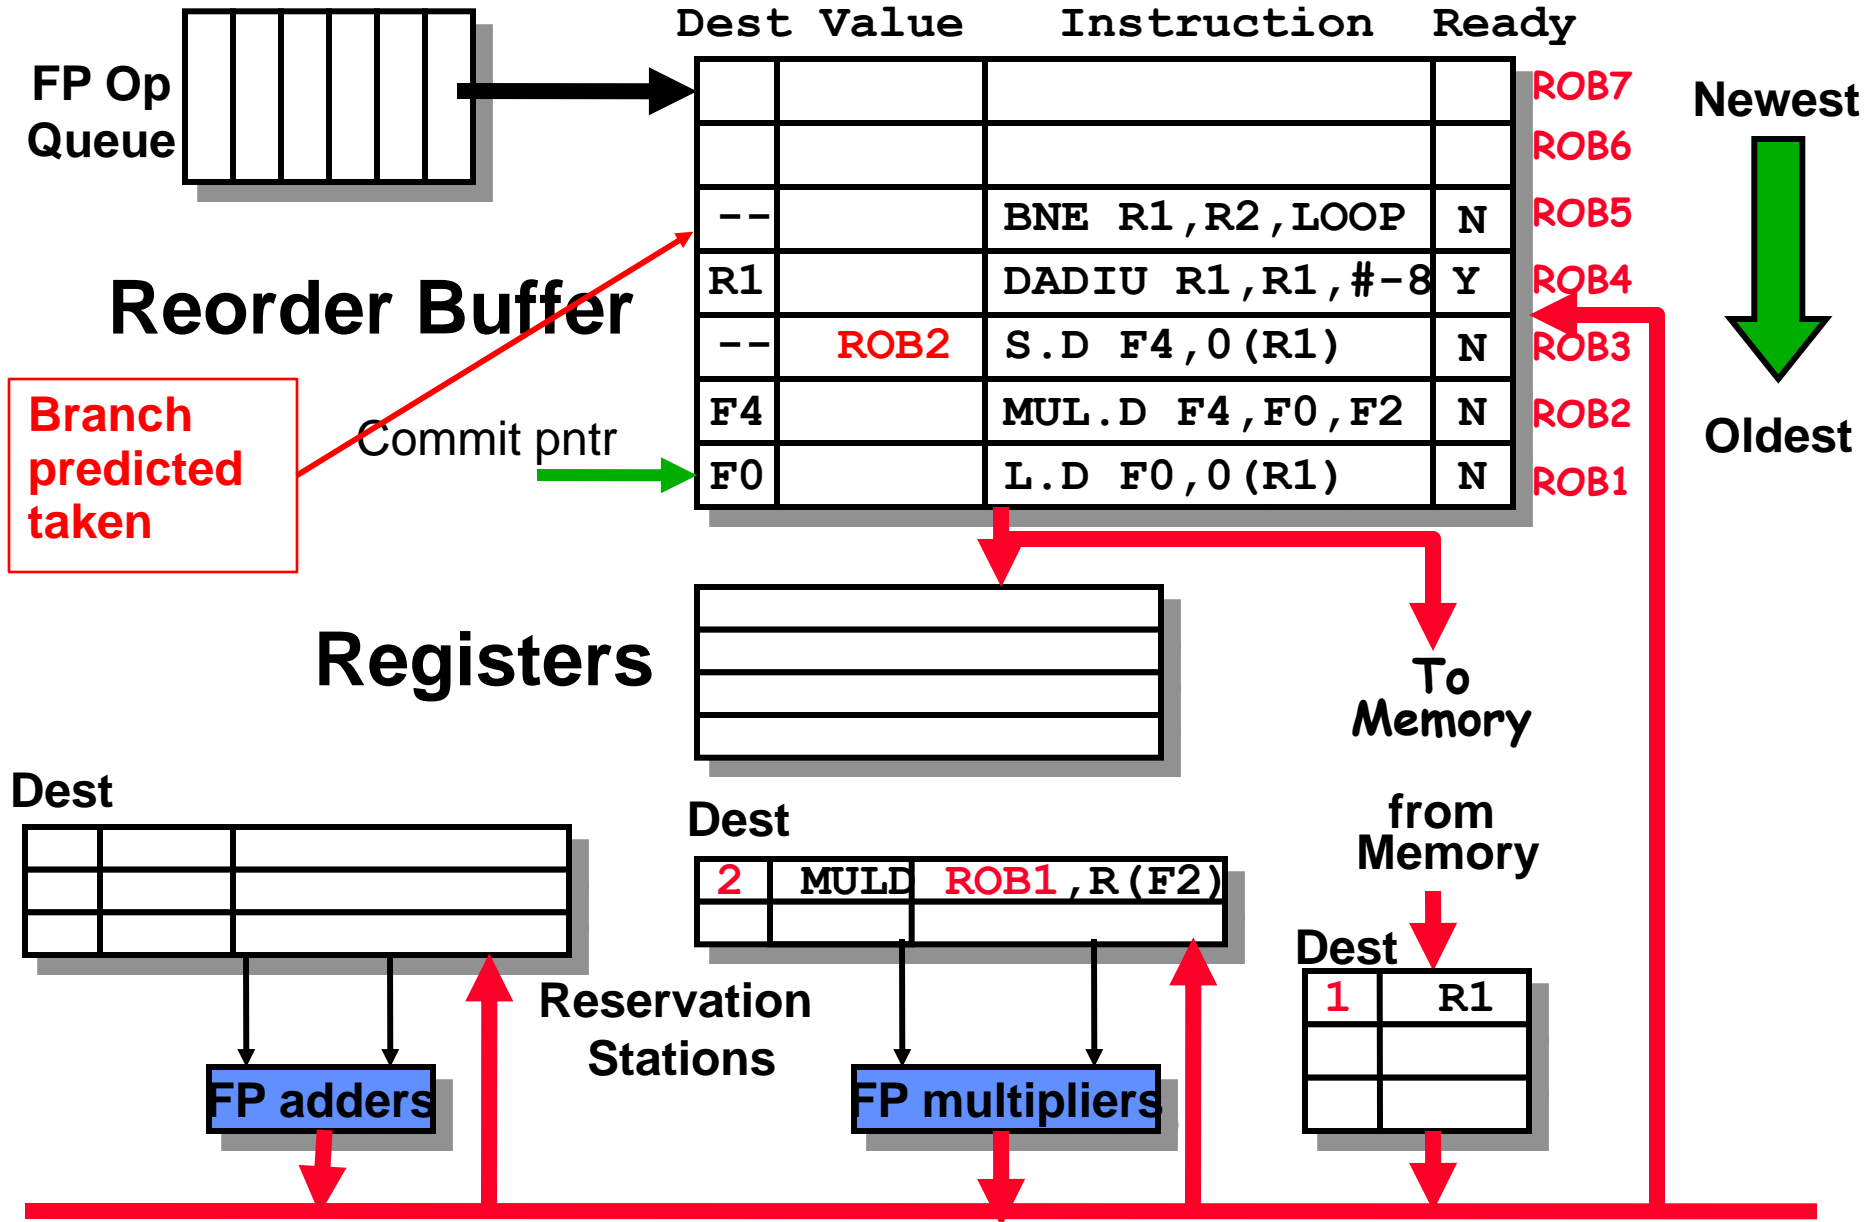 Dest Value Instruction Ready
FP Op
Queue
ROB7
ROB6
-- BNE R1,R2,LOOP N ROB5
R1 DADIU R1,R1,#-8 Y ROB4
-- ROB2 S.D F4,0(R1) N ROB3
F4 MUL.D F4,F0,F2 N ROB2
F0 L.D F0,0(R1) N ROB1
Newest
Oldest
Reorder Buffer
Branch
predicted
taken
Commit pntr
Registers
To
Memory
Dest
Dest
2 MULD ROB1,R(F2)
from
Memory
Dest
1 R1
Reservation
Stations
FP adders
FP multipliers